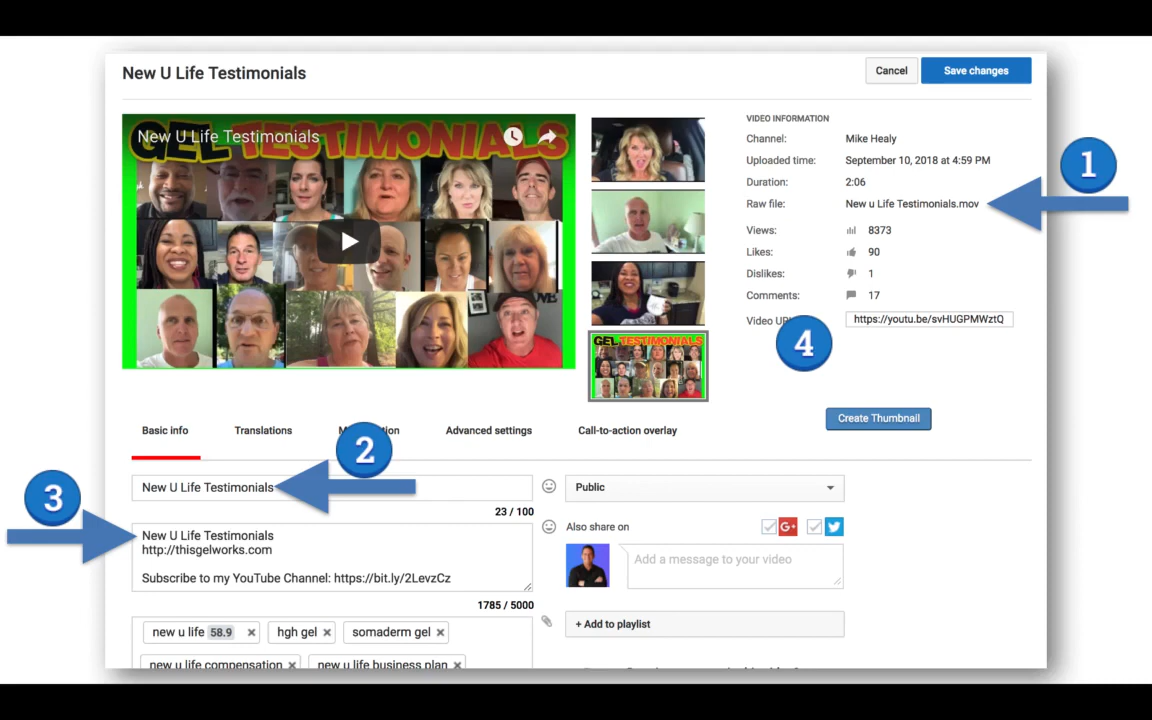 New U Life Testimonials
Cancel
Save changes
GEL TESTIMONIALS
New U Life Testimonials
GEL TESTIMONIALS
VIDEO INFORMATION
Channel: Mike Healy
Uploaded time: September 10, 2018 at 4:59 PM
Duration: 2:06
Raw file: New u Life Testimonials.mov
1
Views: 8373
Likes: 90
Dislikes: 1
Comments: 17
https://youtu.be/svHUGPMWztQ
Video
4
Create Thumbnail
Basic info
Translations
Advanced settings
Call-to-action overlay
2
New U Life Testimonials
23 / 100
3
New U Life Testimonials
http://thisgelworks.com
Subscribe to my YouTube Channel: https://bit.ly/2LevzCz
1785 / 5000
new u life 58.9 ×
hgh gel ×
somaderm gel ×
new u life compensation ×
new u life business plan ×
Public
Also share on
G+
Add a message to your video
+ Add to playlist